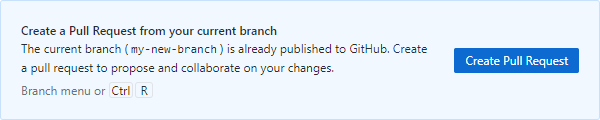 Create a Pull Request from your current branch
The current branch (my-new-branch) is already published to GitHub. Create
a pull request to propose and collaborate on your changes.
Create Pull Request
Branch menu or Ctrl R